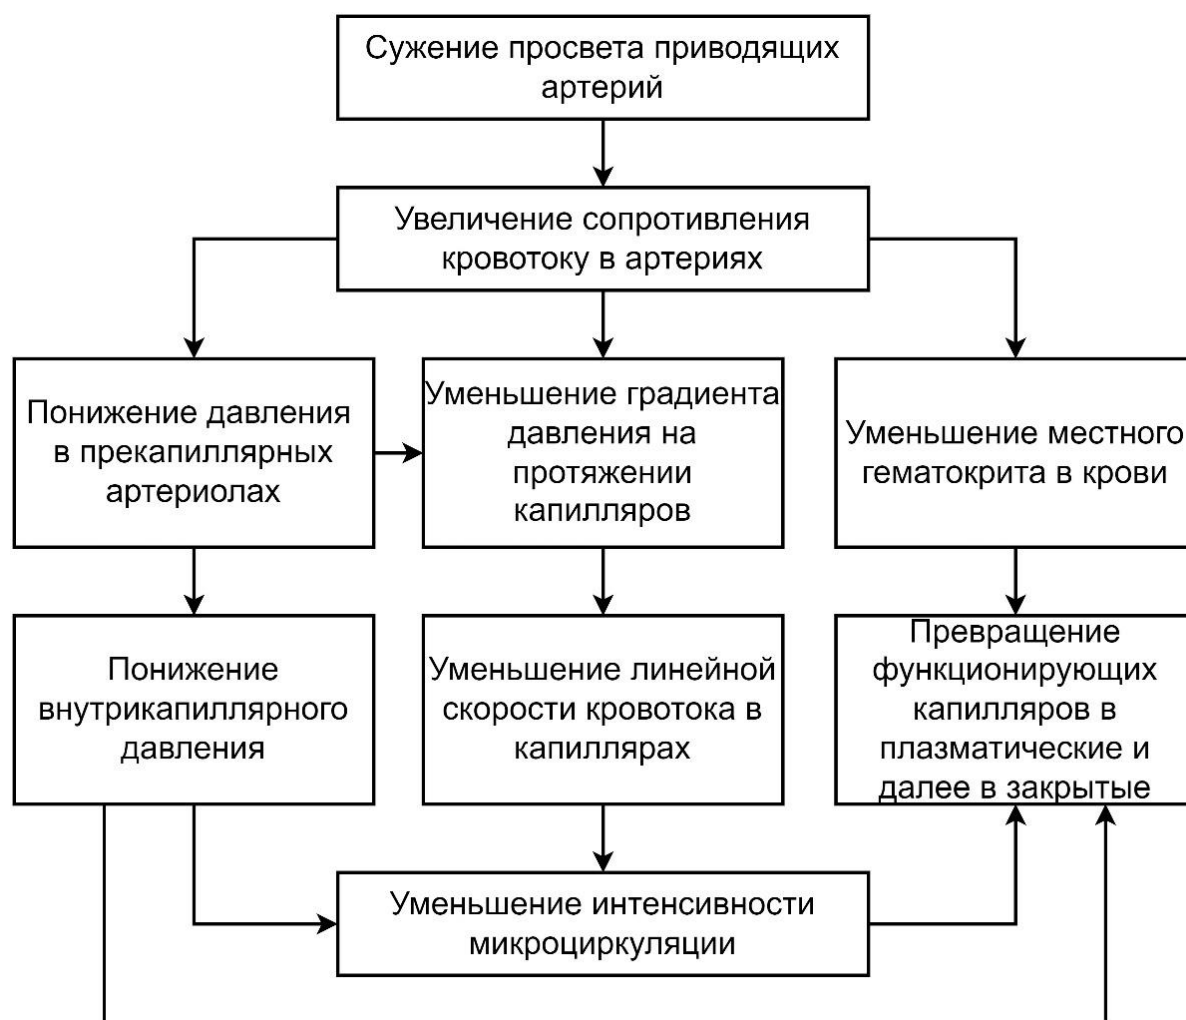 Сужение просвета приводящих
артерий
Увеличение сопротивления
кровотоку в артериях
Понижение давления
в прекапиллярных
артериолах
Уменьшение градиента
давления на
протяжении
капилляров
Уменьшение местного
гематокрита в крови
Понижение
внутрикапиллярного
давления
Уменьшение линейной
скорости кровотока в
капиллярах
Превращение
функционирующих
капилляров в
плазматические и
далее в закрытые
Уменьшение интенсивности
микроциркуляции